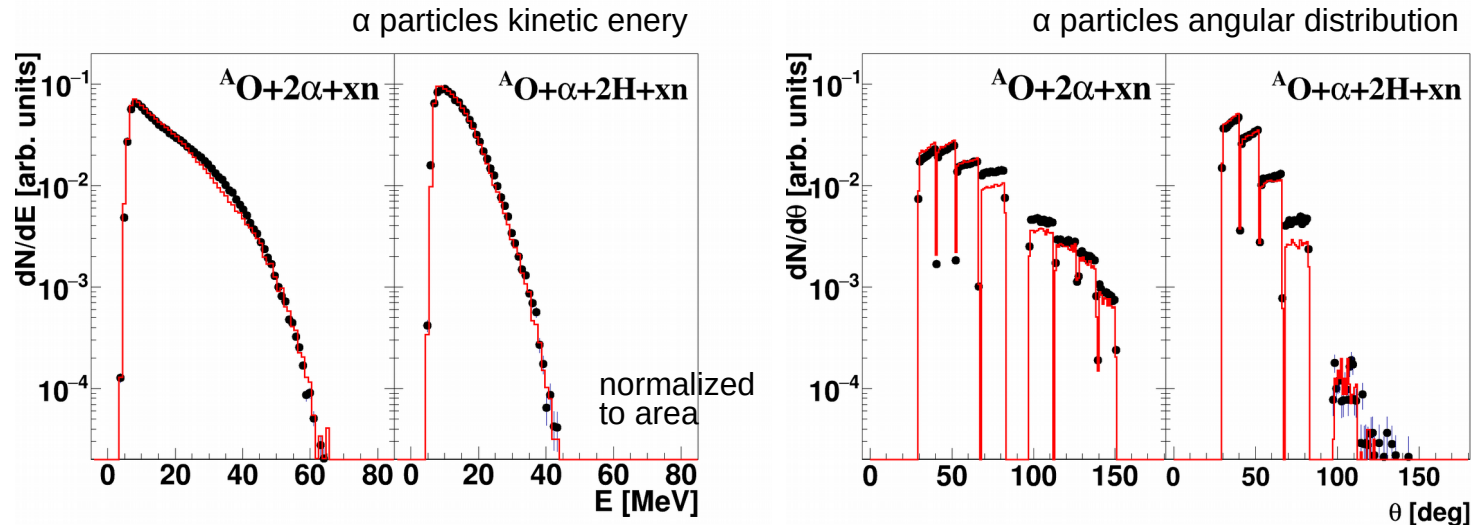 α particles kinetic enery
dN/dE [arb. units]
10⁻¹
10⁻²
10⁻³
10⁻⁴
ᴬO+2α+xn
ᴬO+α+2H+xn
normalized
to area
0 20 40 60 80 0 20 40 60 80
E [MeV]
α particles angular distribution
dN/dθ [arb. units]
10⁻¹
10⁻²
10⁻³
10⁻⁴
ᴬO+2α+xn
ᴬO+α+2H+xn
0 50 100 150 0 50 100 150
θ [deg]